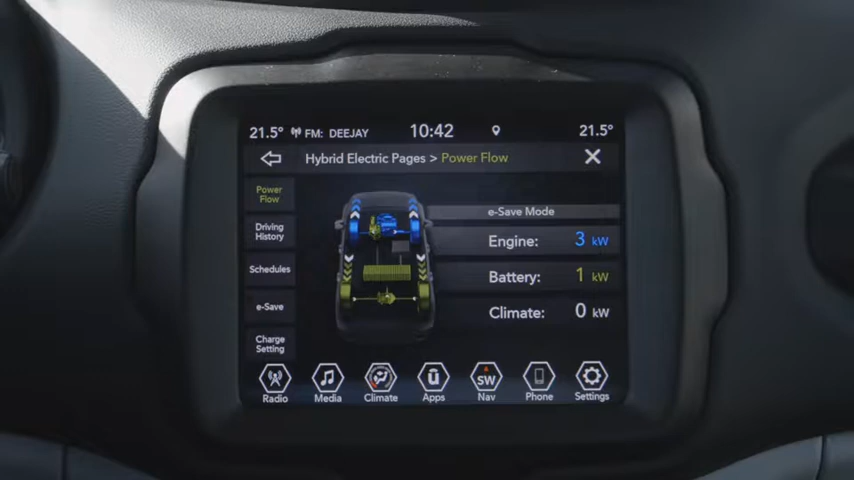 21.5° FM: DEEJAY 10:42 21.5°
Hybrid Electric Pages > Power Flow
Power
Flow
Driving
History
Schedules
e-Save
Charge
Setting
e-Save Mode
Engine: 3 kW
Battery: 1 kW
Climate: 0 kW
SW
Radio Media Climate Apps Nav Phone Settings